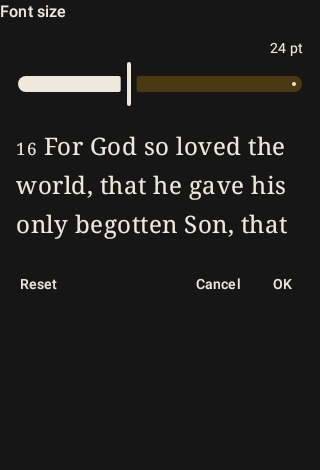 Font size
24 pt
16 For God so loved the
world, that he gave his
only begotten Son, that
Reset Cancel OK